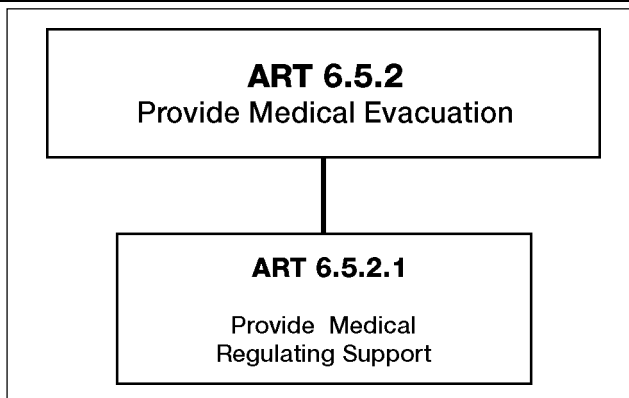 ART 6.5.2
Provide Medical Evacuation
ART 6.5.2.1
Provide Medical
Regulating Support